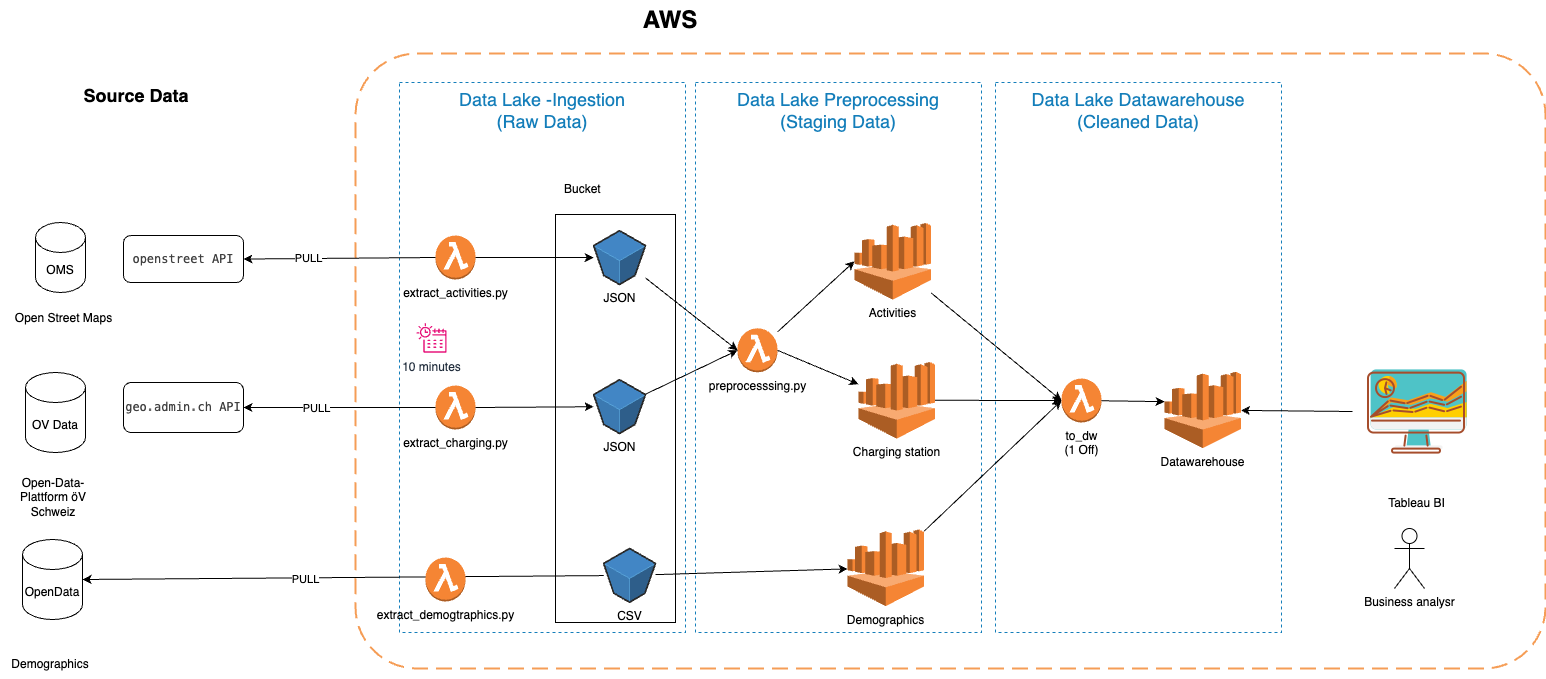 AWS
Source Data
Data Lake -Ingestion
(Raw Data)
Data Lake Preprocessing
(Staging Data)
Data Lake Datawarehouse
(Cleaned Data)
Bucket
OMS
openstreet API
PULL
extract_activities.py
JSON
Activities
Open Street Maps
10 minutes
preprocesssing.py
geo.admin.ch API
PULL
OV Data
extract_charging.py
JSON
Charging station
to_dw
(1 Off)
Datawarehouse
Open-Data-
Plattform öV
Schweiz
Tableau BI
OpenData
PULL
extract_demogtraphics.py
CSV
Demographics
Business analysr
Demographics